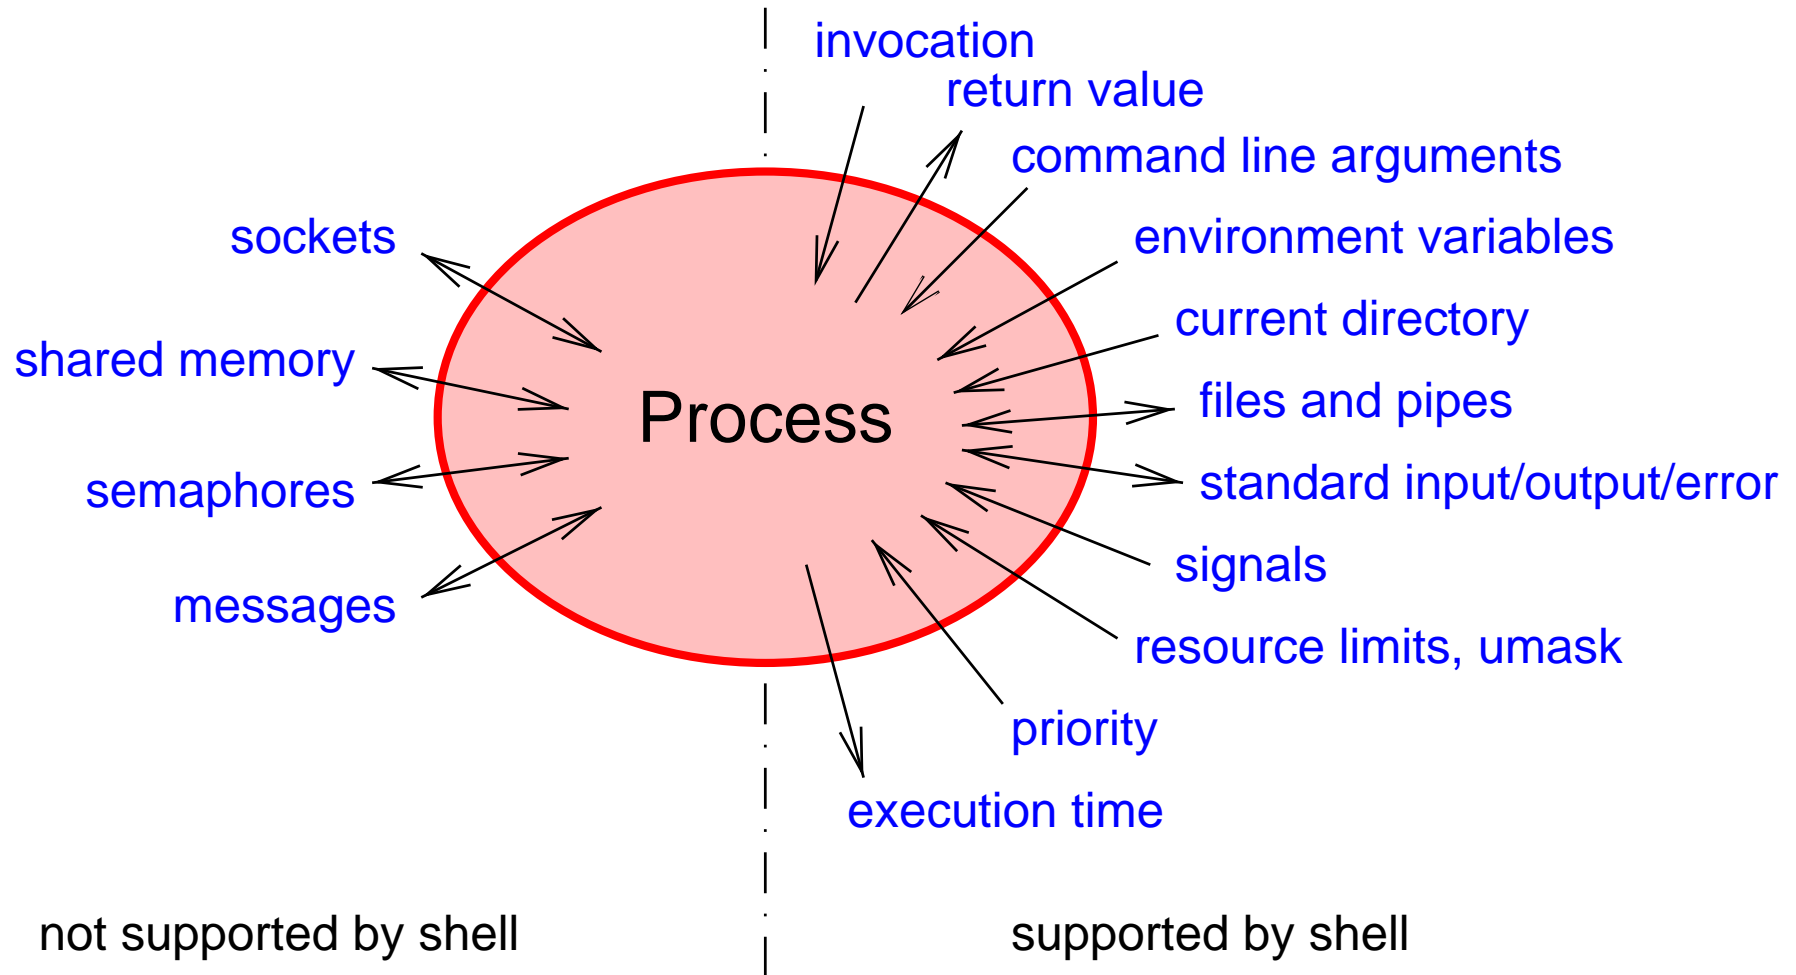 invocation
return value
command line arguments
sockets
environment variables
current directory
shared memory
files and pipes
Process
semaphores
standard input/output/error
signals
messages
resource limits, umask
priority
execution time
not supported by shell
supported by shell